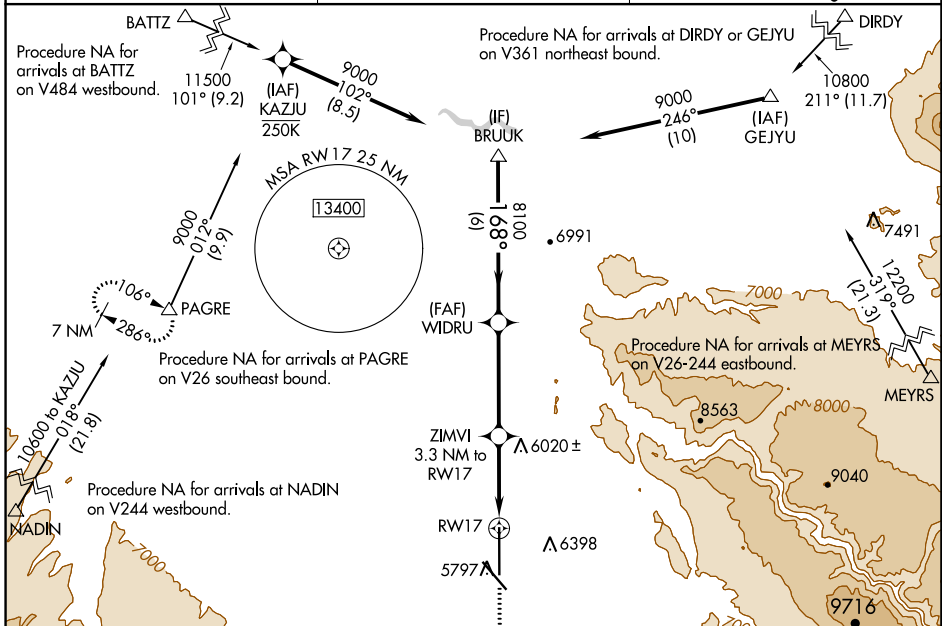 BATTZ
Procedure NA for
arrivals at BATTZ
on V484 westbound.
11500
101° (9.2)
(IAF)
KAZJU
250K
9000
102°
(8.5)
Procedure NA for arrivals at DIRDY or GEJYU
on V361 northeast bound.
DIRDY
10800
211° (11.7)
9000
246°
(10)
(IAF)
GEJYU
(IF)
BRUUK
MSA RW17 25 NM
13400
8100
168°
(6)
6991
7491
9000
012°
(9.9)
106°
286°
7 NM
PAGRE
Procedure NA for arrivals at PAGRE
on V26 southeast bound.
(FAF)
WIDRU
7000
12200
319°
(21.3)
Procedure NA for arrivals at MEYRS
on V26-244 eastbound.
MEYRS
10600 to KAZJU
018°
(21.8)
8563
8000
ZIMVI
3.3 NM to
RW17
6020 ±
9040
Procedure NA for arrivals at NADIN
on V244 westbound.
NADIN
RW17
6398
5797
9716